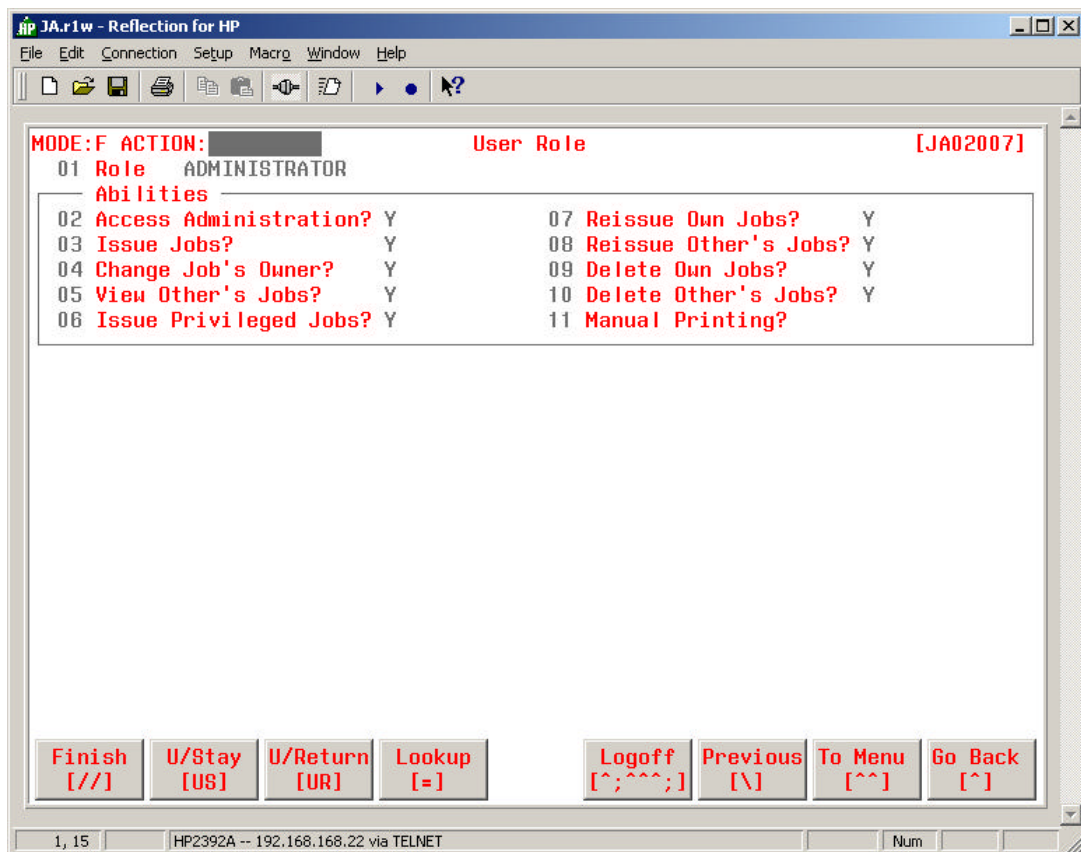 JA.r1w - Reflection for HP
File Edit Connection Setup Macro Window Help
MODE:F ACTION: User Role [JA02007]
01 Role ADMINISTRATOR
Abilities
02 Access Administration? Y 07 Reissue Own Jobs? Y
03 Issue Jobs? Y 08 Reissue Other's Jobs? Y
04 Change Job's Owner? Y 09 Delete Own Jobs? Y
05 View Other's Jobs? Y 10 Delete Other's Jobs? Y
06 Issue Privileged Jobs? Y 11 Manual Printing?
Finish U/Stay U/Return Lookup Logoff Previous To Menu Go Back
[//] [US] [UR] [=] [^;^^^;] [\] [^^] [^]
1, 15 HP2392A -- 192.168.168.22 via TELNET Num